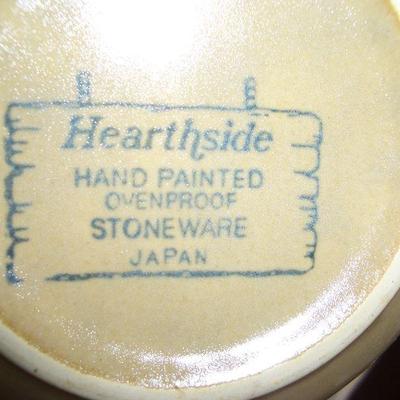 Hearthside
HAND PAINTED
OVENPROOF
STONEWARE
JAPAN